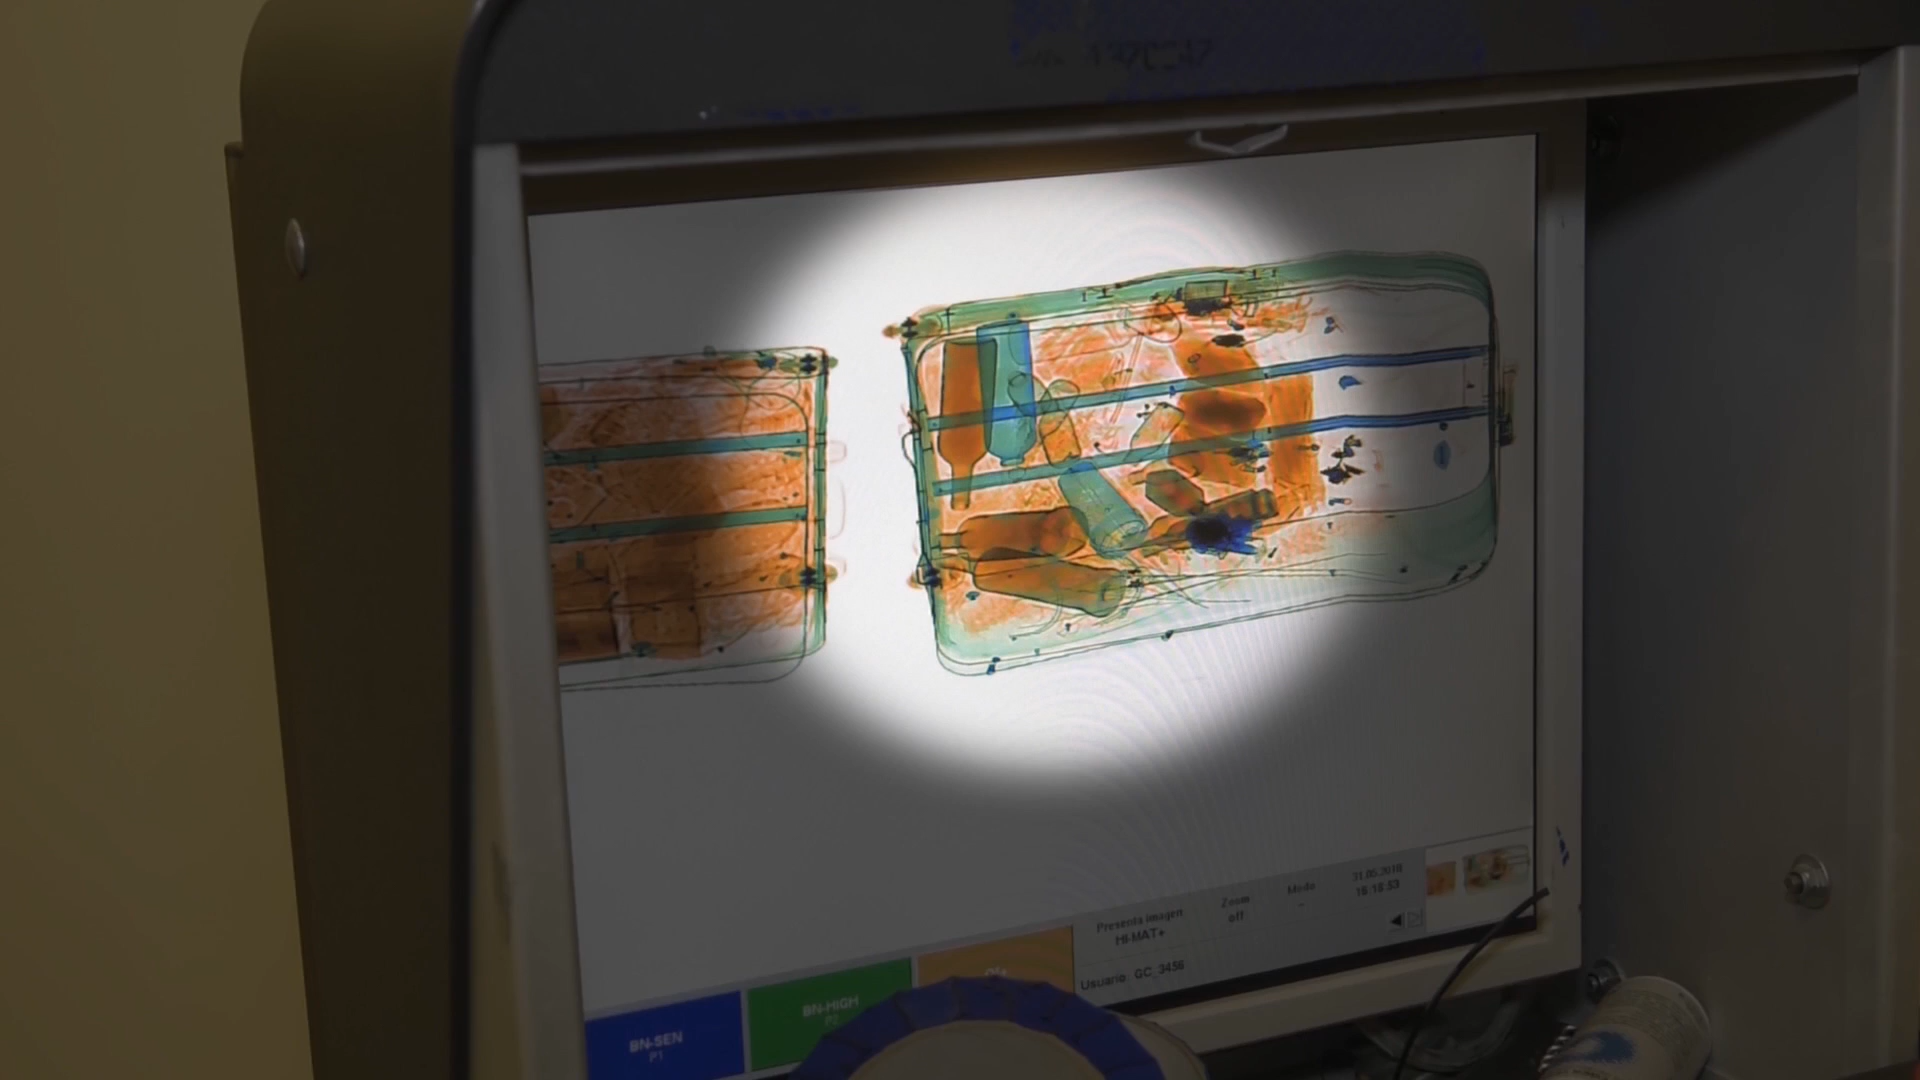 Presenta imagen
HI-MAT+
Zoom
off
Modo
-
31.05.2018
16:18:53
Usuario: GC_3456
BN-SEN
P1
BN-HIGH
P2